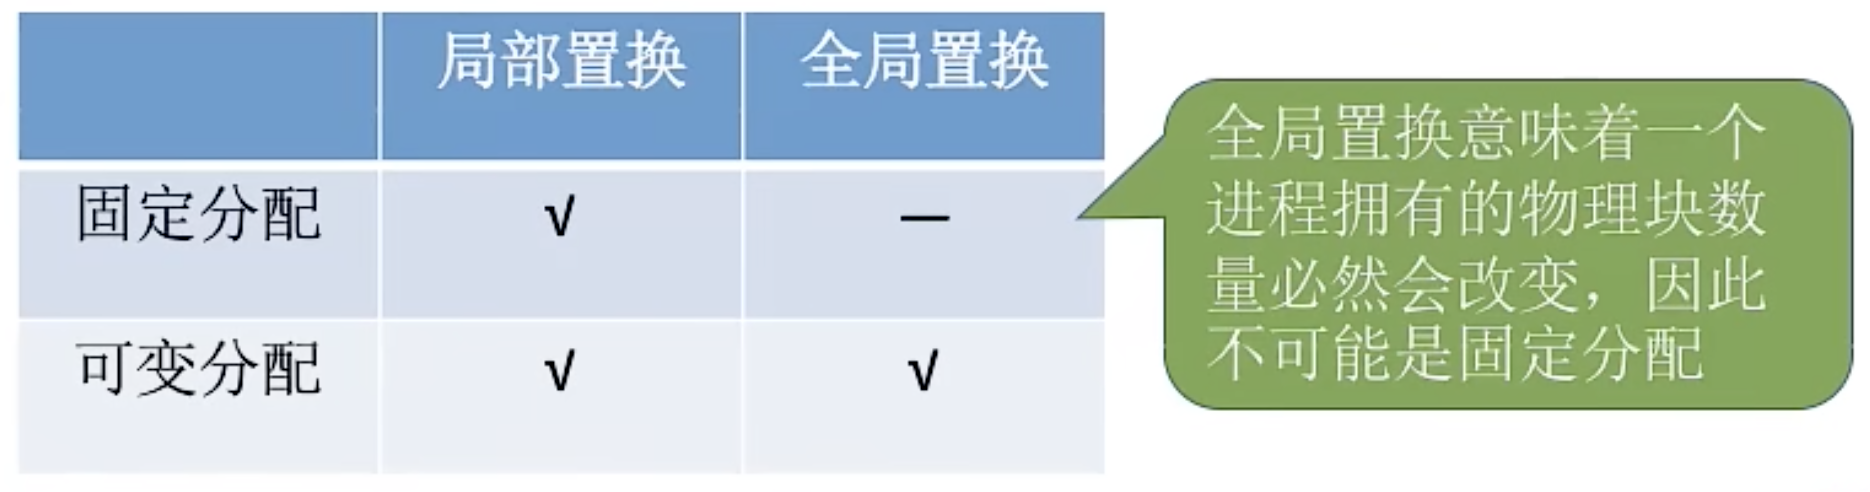 局部置换 全局置换
固定分配 √ —
可变分配 √ √
全局置换意味着一个
进程拥有的物理块数
量必然会改变，因此
不可能是固定分配